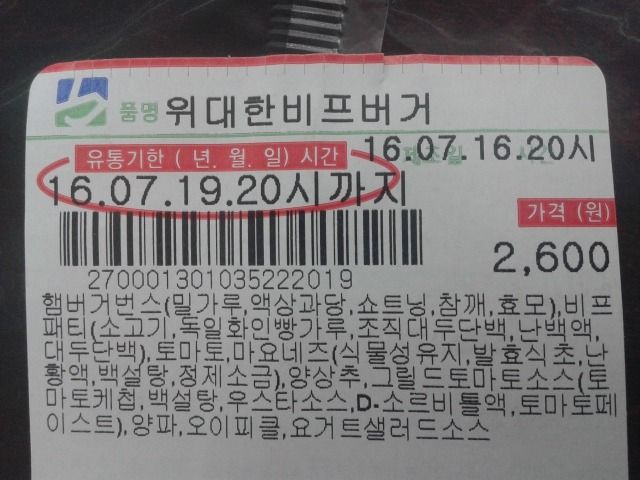 품명 위대한비프버거
유통기한 ( 년. 월. 일) 시간
제조일 시간
16.07.16.20시
16.07.19.20시까지
가격 (원)
2,600
270001301035222019
햄버거번스(밀가루,액상과당,쇼트닝,참깨,효모),비프
패티(소고기,동일화인빵가루,조직대두단백,난백액,
대두단백),토마토,마요네즈(식물성유지,발효식초,난
황액,백설탕,정제소금),양상추,그릴드토마토소스(토
마토케첩,백설탕,우스타소스,D-소르비톨액,토마토페
이스트),양파,오이피클,요거트샐러드소스